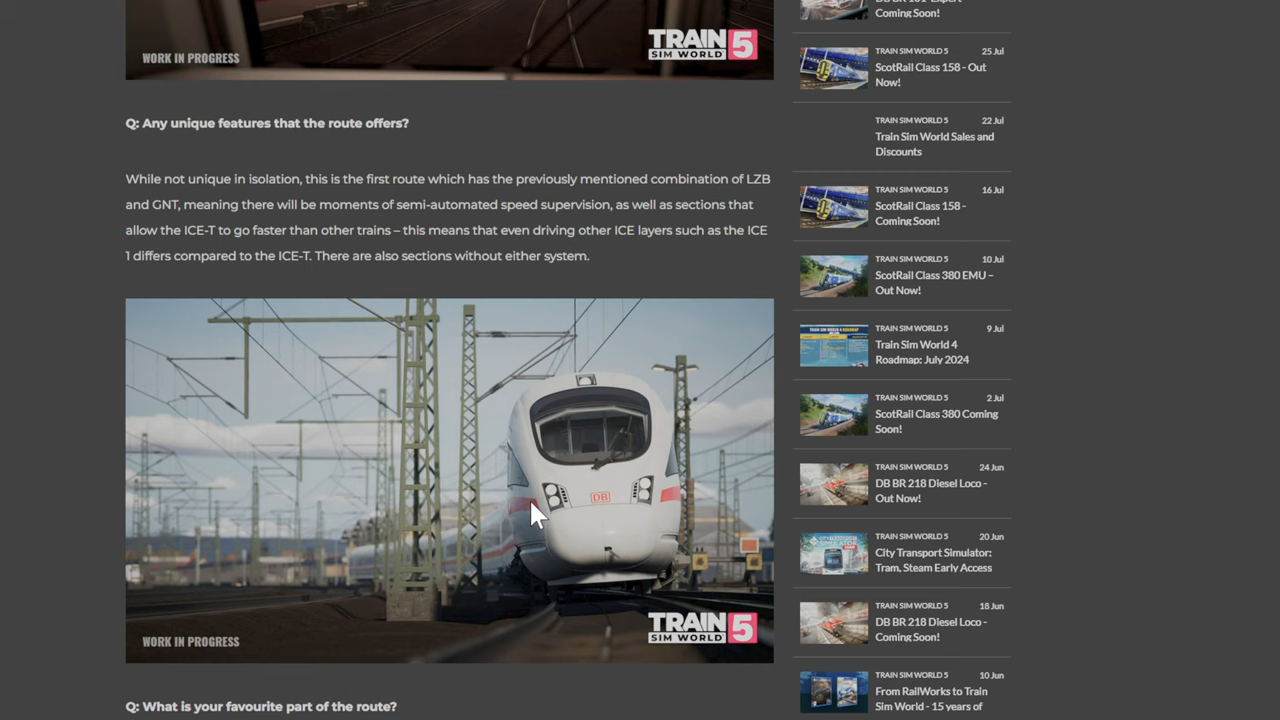 WORK IN PROGRESS
TRAIN
SIM WORLD 5
Q: Any unique features that the route offers?
While not unique in isolation, this is the first route which has the previously mentioned combination of LZB
and GNT, meaning there will be moments of semi-automated speed supervision, as well as sections that
allow the ICE-T to go faster than other trains – this means that even driving other ICE layers such as the ICE
1 differs compared to the ICE-T. There are also sections without either system.
DB
WORK IN PROGRESS
TRAIN
SIM WORLD 5
Q: What is your favourite part of the route?
Coming Soon!
TRAIN SIM WORLD 5 25 Jul
ScotRail Class 158 - Out
Now!
TRAIN SIM WORLD 5 22 Jul
Train Sim World Sales and
Discounts
TRAIN SIM WORLD 5 16 Jul
ScotRail Class 158 -
Coming Soon!
TRAIN SIM WORLD 5 10 Jul
ScotRail Class 380 EMU –
Out Now!
TRAIN SIM WORLD 5 9 Jul
Train Sim World 4
Roadmap: July 2024
TRAIN SIM WORLD 5 2 Jul
ScotRail Class 380 Coming
Soon!
TRAIN SIM WORLD 5 24 Jun
DB BR 218 Diesel Loco -
Out Now!
TRAIN SIM WORLD 5 20 Jun
City Transport Simulator:
Tram, Steam Early Access
TRAIN SIM WORLD 5 18 Jun
DB BR 218 Diesel Loco -
Coming Soon!
TRAIN SIM WORLD 5 10 Jun
From RailWorks to Train
Sim World - 15 years of